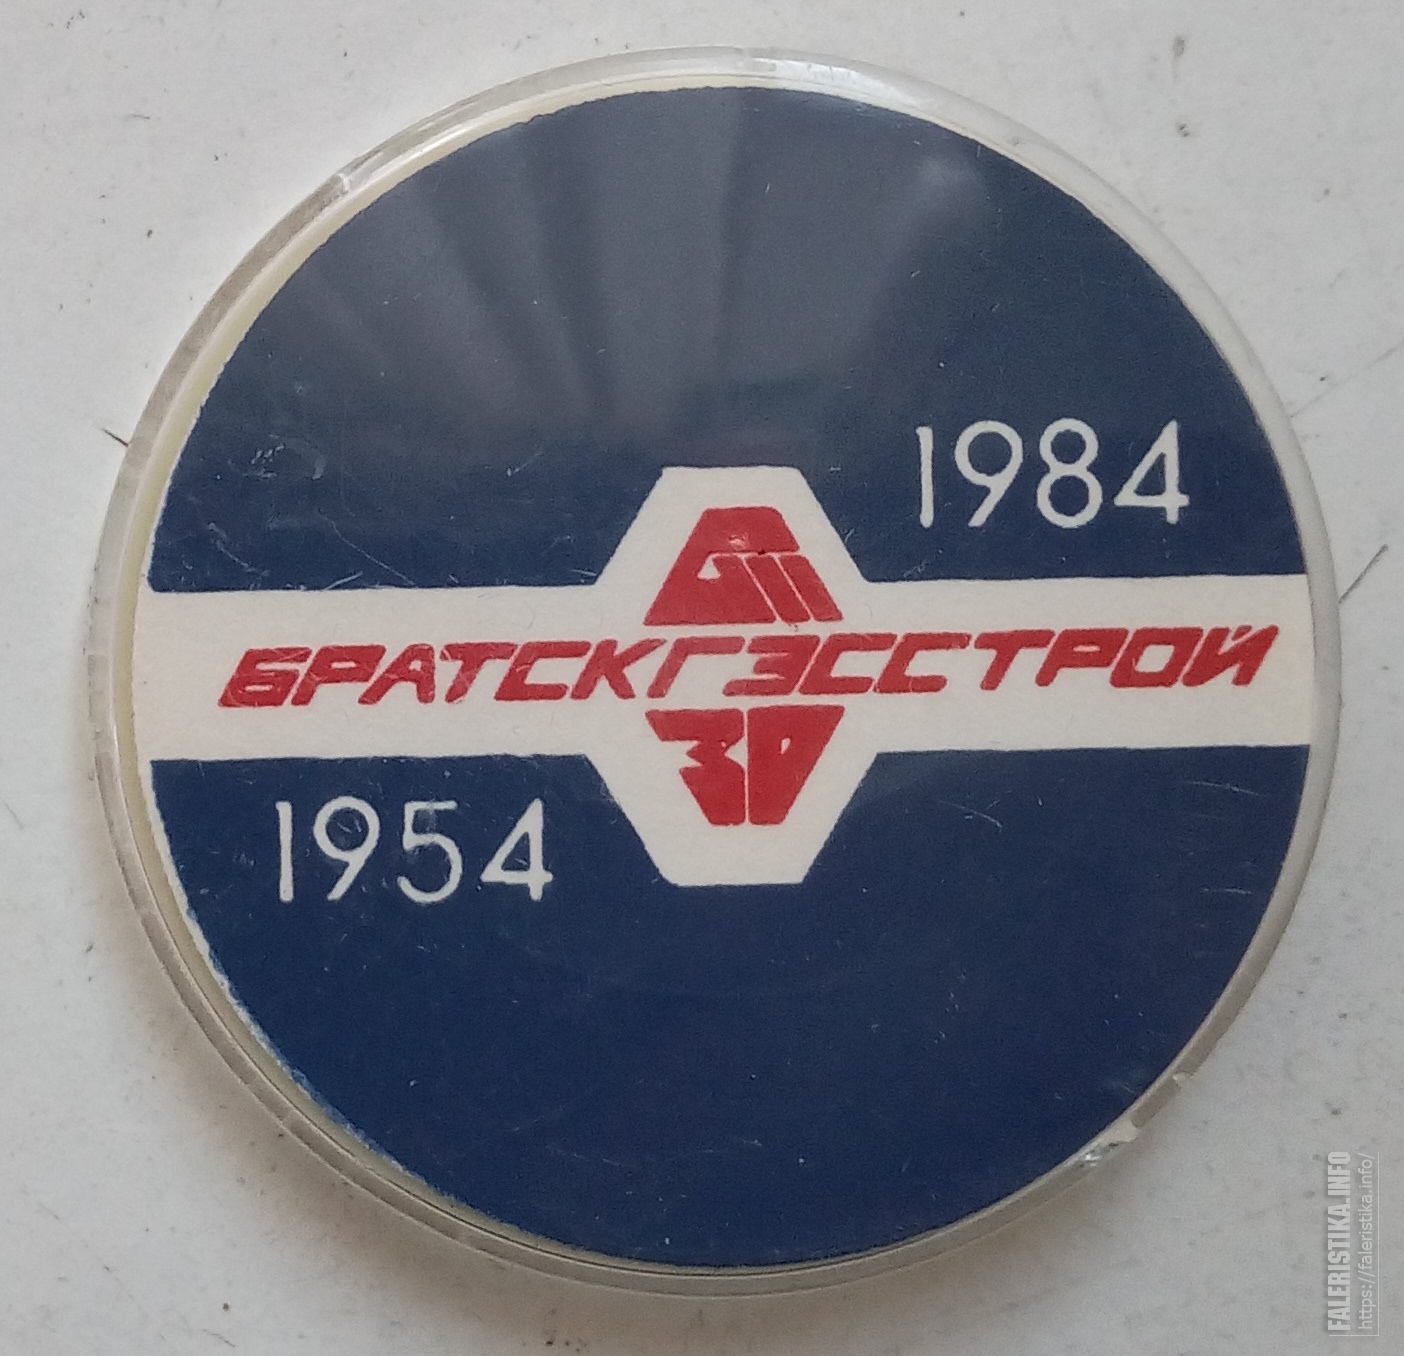 1984
БРАТСКГЭССТРОЙ
30
1954
FALERISTIKA.INFO
https://faleristika.info/